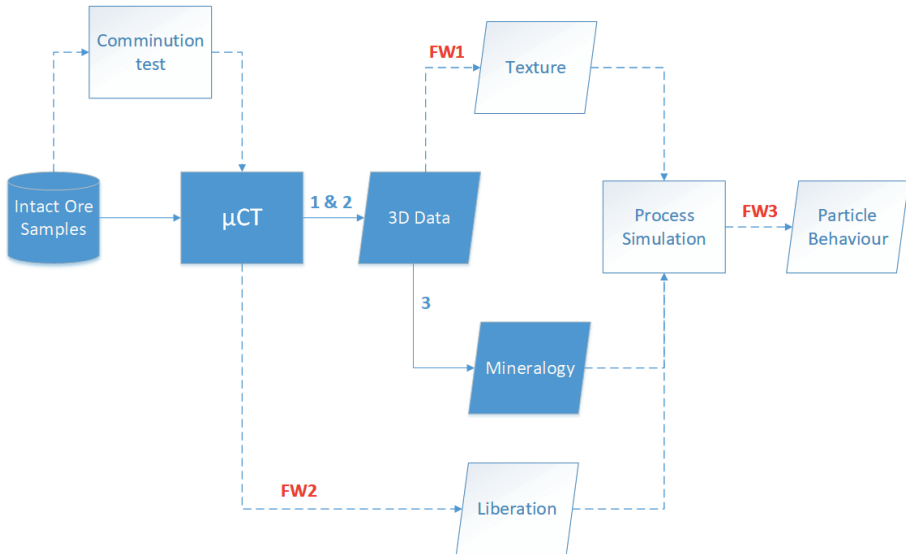 Comminution
test
FW1
Texture
Intact Ore
Samples
µCT
1 & 2
3D Data
Process
Simulation
FW3
Particle
Behaviour
3
Mineralogy
FW2
Liberation